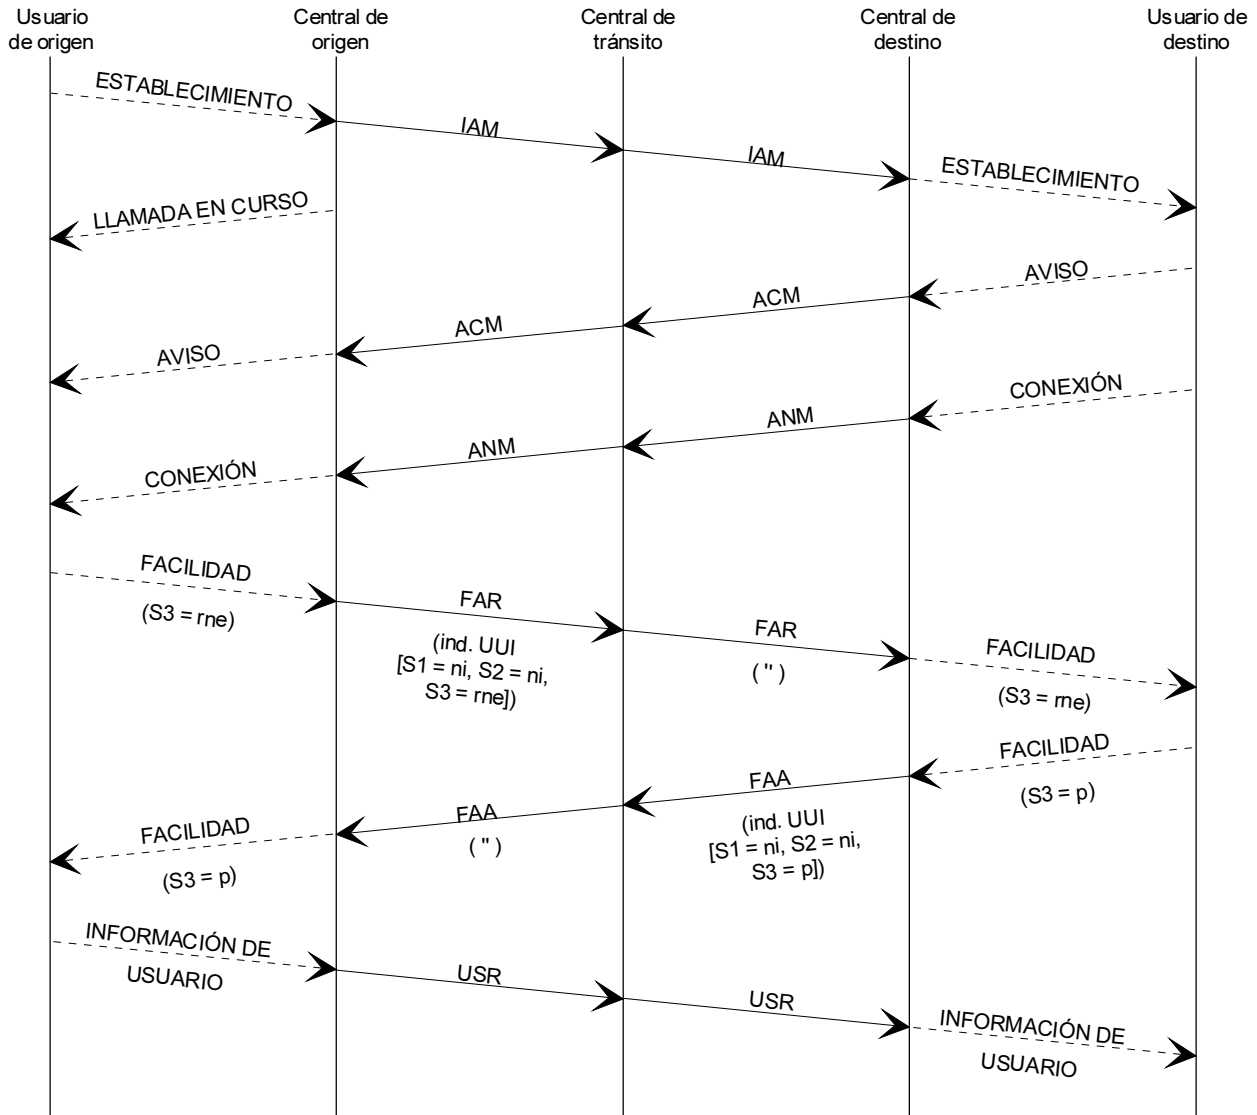 Usuario
de origen
Central de
origen
Central de
tránsito
Central de
destino
Usuario de
destino
ESTABLECIMIENTO
IAM
IAM
ESTABLECIMIENTO
LLAMADA EN CURSO
AVISO
ACM
ACM
AVISO
CONEXIÓN
ANM
ANM
CONEXIÓN
FACILIDAD
(S3 = rne)
FAR
(ind. UUI
[S1 = ni, S2 = ni,
S3 = rne])
FAR
( " )
FACILIDAD
(S3 = rne)
FACILIDAD
(S3 = p)
FAA
(ind. UUI
[S1 = ni, S2 = ni,
S3 = p])
FAA
( " )
FACILIDAD
(S3 = p)
INFORMACIÓN DE
USUARIO
USR
USR
INFORMACIÓN DE
USUARIO